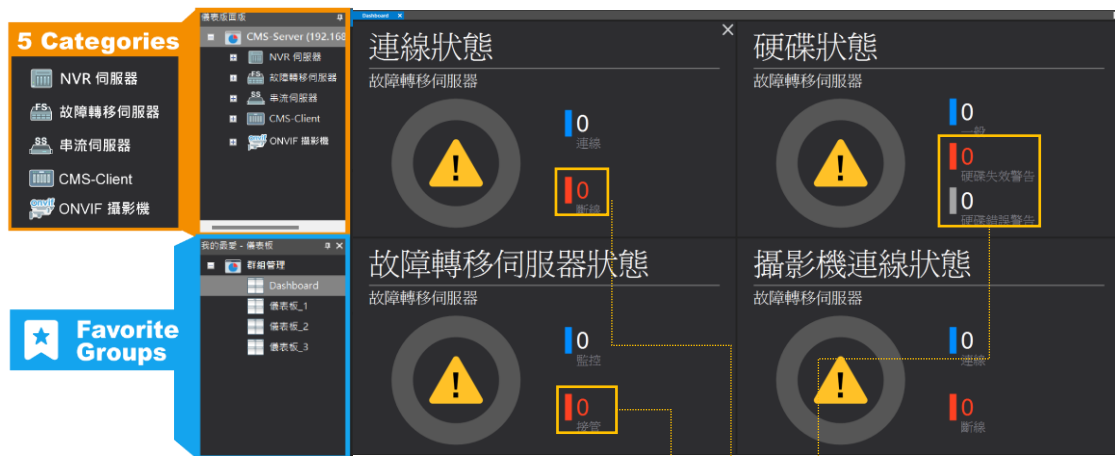 5 Categories
NVR 伺服器
故障轉移伺服器
串流伺服器
CMS-Client
ONVIF 攝影機
Favorite
Groups
儀表版面版
CMS-Server (192.168
NVR 伺服器
故障轉移伺服器
串流伺服器
CMS-Client
ONVIF 攝影機
我的最愛 - 儀表板
群組管理
Dashboard
儀表板_1
儀表板_2
儀表板_3
Dashboard
連線狀態
故障轉移伺服器
0
連線
0
斷線
硬碟狀態
故障轉移伺服器
0
一般
0
硬碟失效警告
0
硬碟錯誤警告
故障轉移伺服器狀態
故障轉移伺服器
0
監控
0
接管
攝影機連線狀態
故障轉移伺服器
0
連線
0
斷線